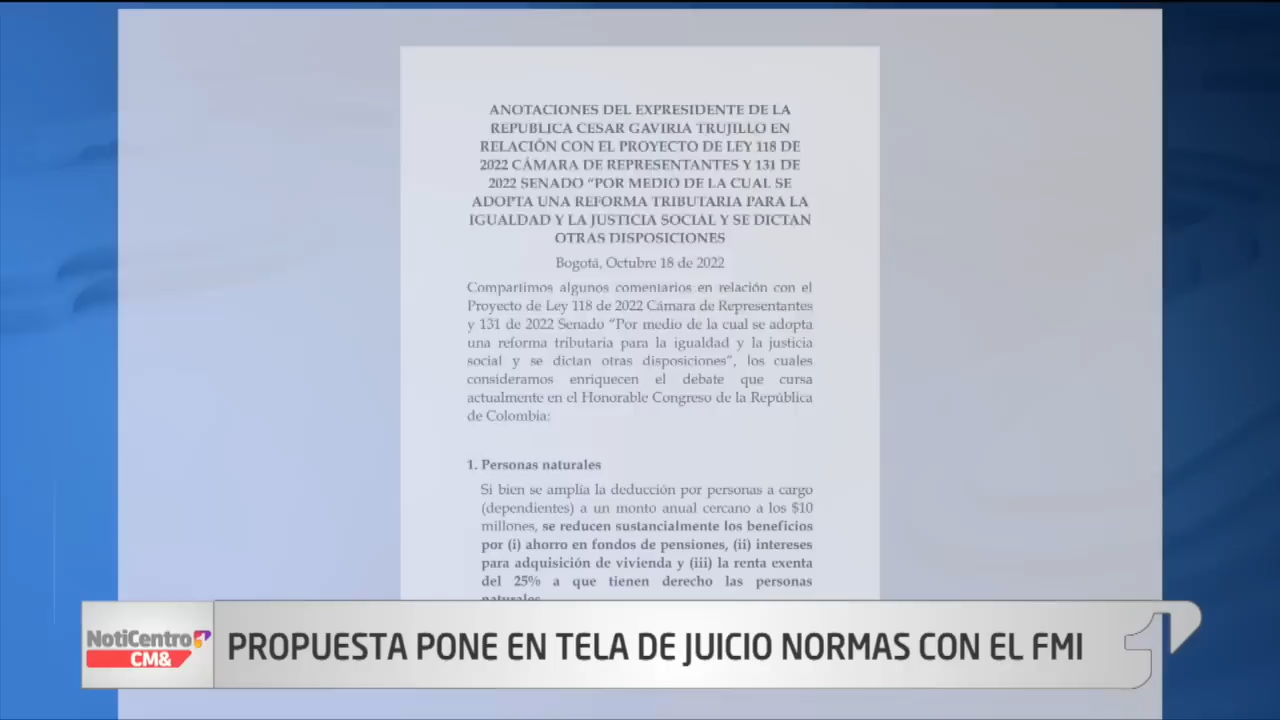 ANOTACIONES DEL EXPRESIDENTE DE LA
REPUBLICA CESAR GAVIRIA TRUJILLO EN
RELACIÓN CON EL PROYECTO DE LEY 118 DE
2022 CÁMARA DE REPRESENTANTES Y 131 DE
2022 SENADO “POR MEDIO DE LA CUAL SE
ADOPTA UNA REFORMA TRIBUTARIA PARA LA
IGUALDAD Y LA JUSTICIA SOCIAL Y SE DICTAN
OTRAS DISPOSICIONES
Bogotá, Octubre 18 de 2022
Compartimos algunos comentarios en relación con el
Proyecto de Ley 118 de 2022 Cámara de Representantes
y 131 de 2022 Senado “Por medio de la cual se adopta
una reforma tributaria para la igualdad y la justicia
social y se dictan otras disposiciones”, los cuales
consideramos enriquecen el debate que cursa
actualmente en el Honorable Congreso de la República
de Colombia:
1. Personas naturales
Si bien se amplía la deducción por personas a cargo
(dependientes) a un monto anual cercano a los $10
millones, se reducen sustancialmente los beneficios
por (i) ahorro en fondos de pensiones, (ii) intereses
para adquisición de vivienda y (iii) la renta exenta
del 25% a que tienen derecho las personas
naturales
NotiCentro 1
CM&
PROPUESTA PONE EN TELA DE JUICIO NORMAS CON EL FMI
1